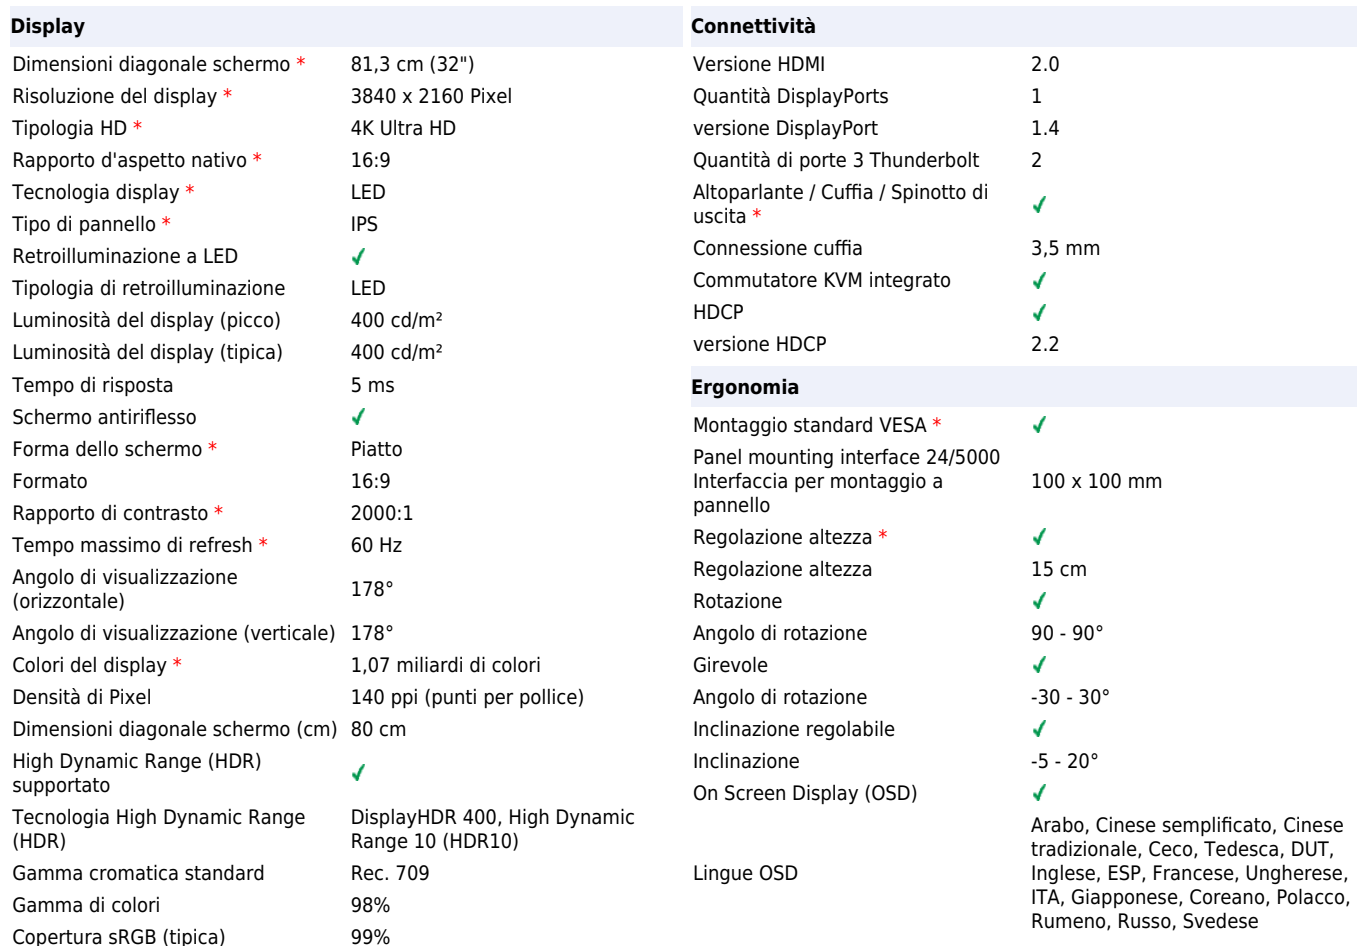 Display
Dimensioni diagonale schermo * 81,3 cm (32")
Risoluzione del display * 3840 x 2160 Pixel
Tipologia HD * 4K Ultra HD
Rapporto d'aspetto nativo * 16:9
Tecnologia display * LED
Tipo di pannello * IPS
Retroilluminazione a LED
Tipologia di retroilluminazione LED
Luminosità del display (picco) 400 cd/m²
Luminosità del display (tipica) 400 cd/m²
Tempo di risposta 5 ms
Schermo antiriflesso
Forma dello schermo * Piatto
Formato 16:9
Rapporto di contrasto * 2000:1
Tempo massimo di refresh * 60 Hz
Angolo di visualizzazione
(orizzontale) 178°
Angolo di visualizzazione (verticale) 178°
Colori del display * 1,07 miliardi di colori
Densità di Pixel 140 ppi (punti per pollice)
Dimensioni diagonale schermo (cm) 80 cm
High Dynamic Range (HDR)
supportato
Tecnologia High Dynamic Range DisplayHDR 400, High Dynamic
(HDR) Range 10 (HDR10)
Gamma cromatica standard Rec. 709
Gamma di colori 98%
Copertura sRGB (tipica) 99%
Connettività
Versione HDMI 2.0
Quantità DisplayPorts 1
versione DisplayPort 1.4
Quantità di porte 3 Thunderbolt 2
Altoparlante / Cuffia / Spinotto di
uscita *
Connessione cuffia 3,5 mm
Commutatore KVM integrato
HDCP
versione HDCP 2.2
Ergonomia
Montaggio standard VESA *
Panel mounting interface 24/5000
Interfaccia per montaggio a 100 x 100 mm
pannello
Regolazione altezza *
Regolazione altezza 15 cm
Rotazione
Angolo di rotazione 90 - 90°
Girevole
Angolo di rotazione -30 - 30°
Inclinazione regolabile
Inclinazione -5 - 20°
On Screen Display (OSD)
Arabo, Cinese semplificato, Cinese
tradizionale, Ceco, Tedesca, DUT,
Lingue OSD Inglese, ESP, Francese, Ungherese,
ITA, Giapponese, Coreano, Polacco,
Rumeno, Russo, Svedese